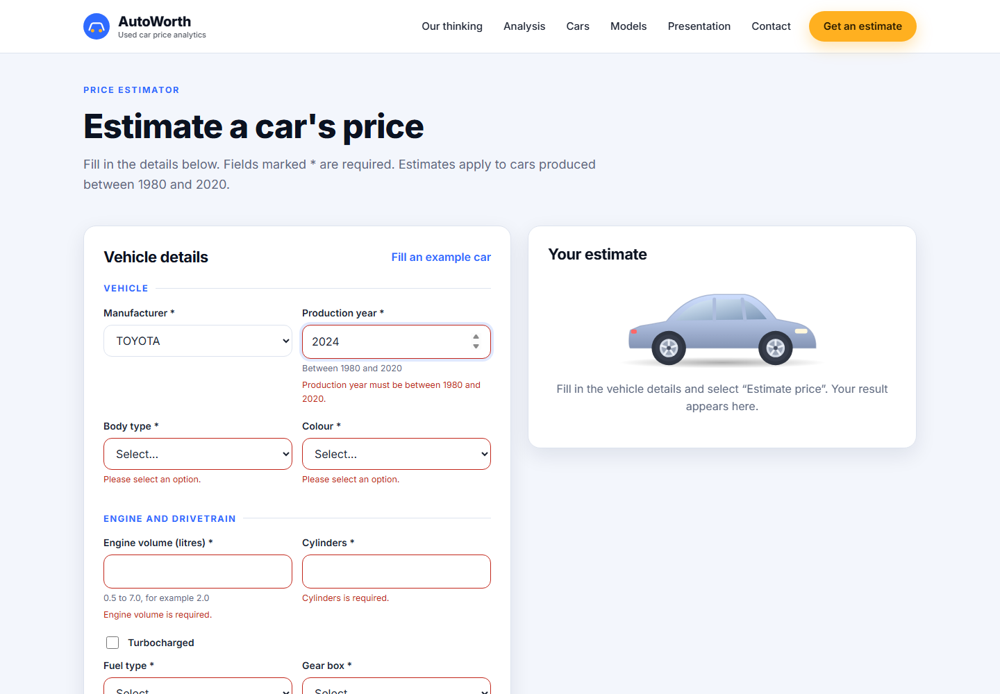 AutoWorth
Used car price analytics
Our thinking
Analysis
Cars
Models
Presentation
Contact
Get an estimate
PRICE ESTIMATOR
Estimate a car's price
Fill in the details below. Fields marked * are required. Estimates apply to cars produced
between 1980 and 2020.
Vehicle details
Fill an example car
VEHICLE
Manufacturer *
Production year *
TOYOTA
2024
Between 1980 and 2020
Production year must be between 1980 and
2020.
Body type *
Colour *
Select...
Select...
Please select an option.
Please select an option.
ENGINE AND DRIVETRAIN
Engine volume (litres) *
Cylinders *
0.5 to 7.0, for example 2.0
Cylinders is required.
Engine volume is required.
Turbocharged
Fuel type *
Gear box *
Select
Select
Your estimate
Fill in the vehicle details and select “Estimate price”. Your result
appears here.